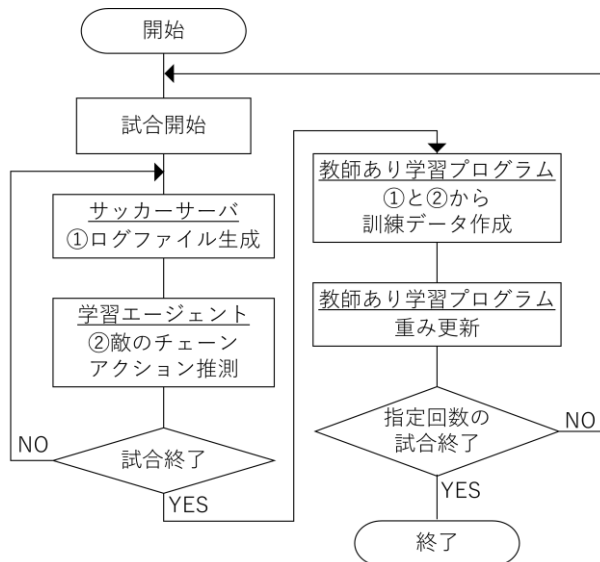 開始
試合開始
サッカーサーバ
①ログファイル生成
学習エージェント
②敵のチェーン
アクション推測
試合終了
NO
YES
教師あり学習プログラム
①と②から
訓練データ作成
教師あり学習プログラム
重み更新
指定回数の
試合終了
NO
YES
終了